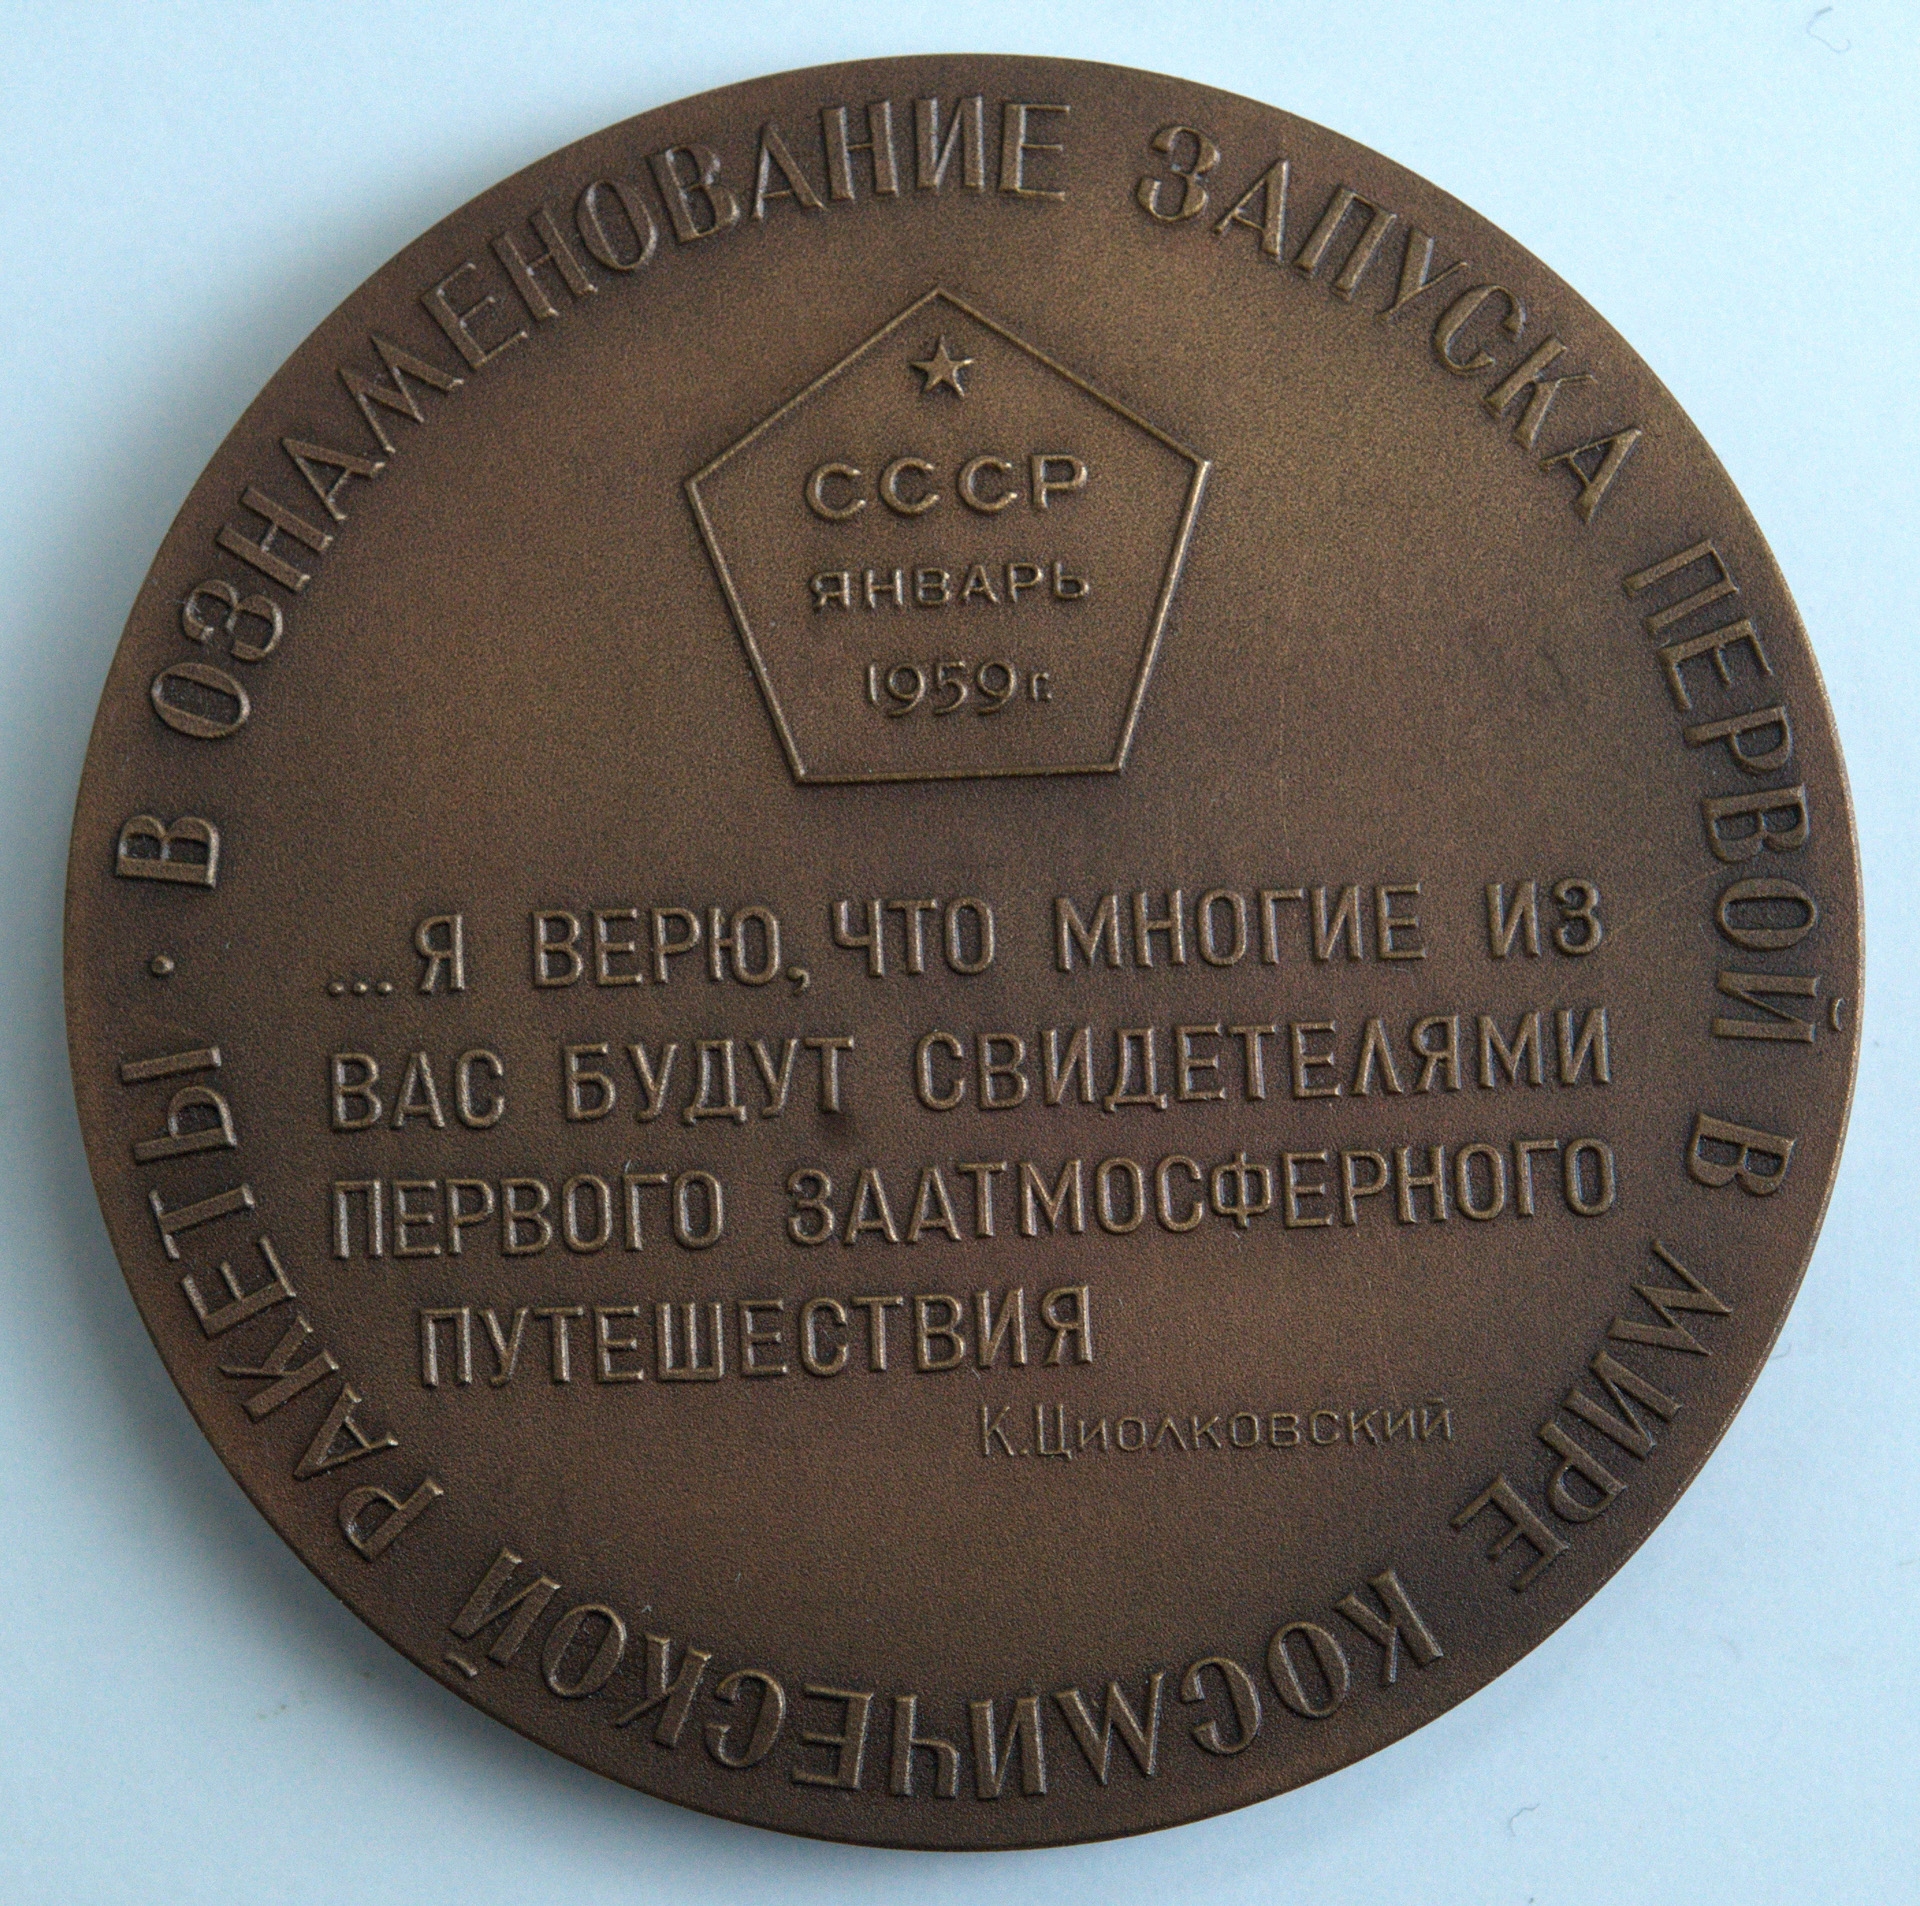 В ОЗНАМЕНОВАНИЕ ЗАПУСКА ПЕРВОЙ В МИРЕ КОСМИЧЕСКОЙ РАКЕТЫ ·
СССР
ЯНВАРЬ
1959 г.
...Я ВЕРЮ, ЧТО МНОГИЕ ИЗ
ВАС БУДУТ СВИДЕТЕЛЯМИ
ПЕРВОГО ЗААТМОСФЕРНОГО
ПУТЕШЕСТВИЯ
К. Циолковский